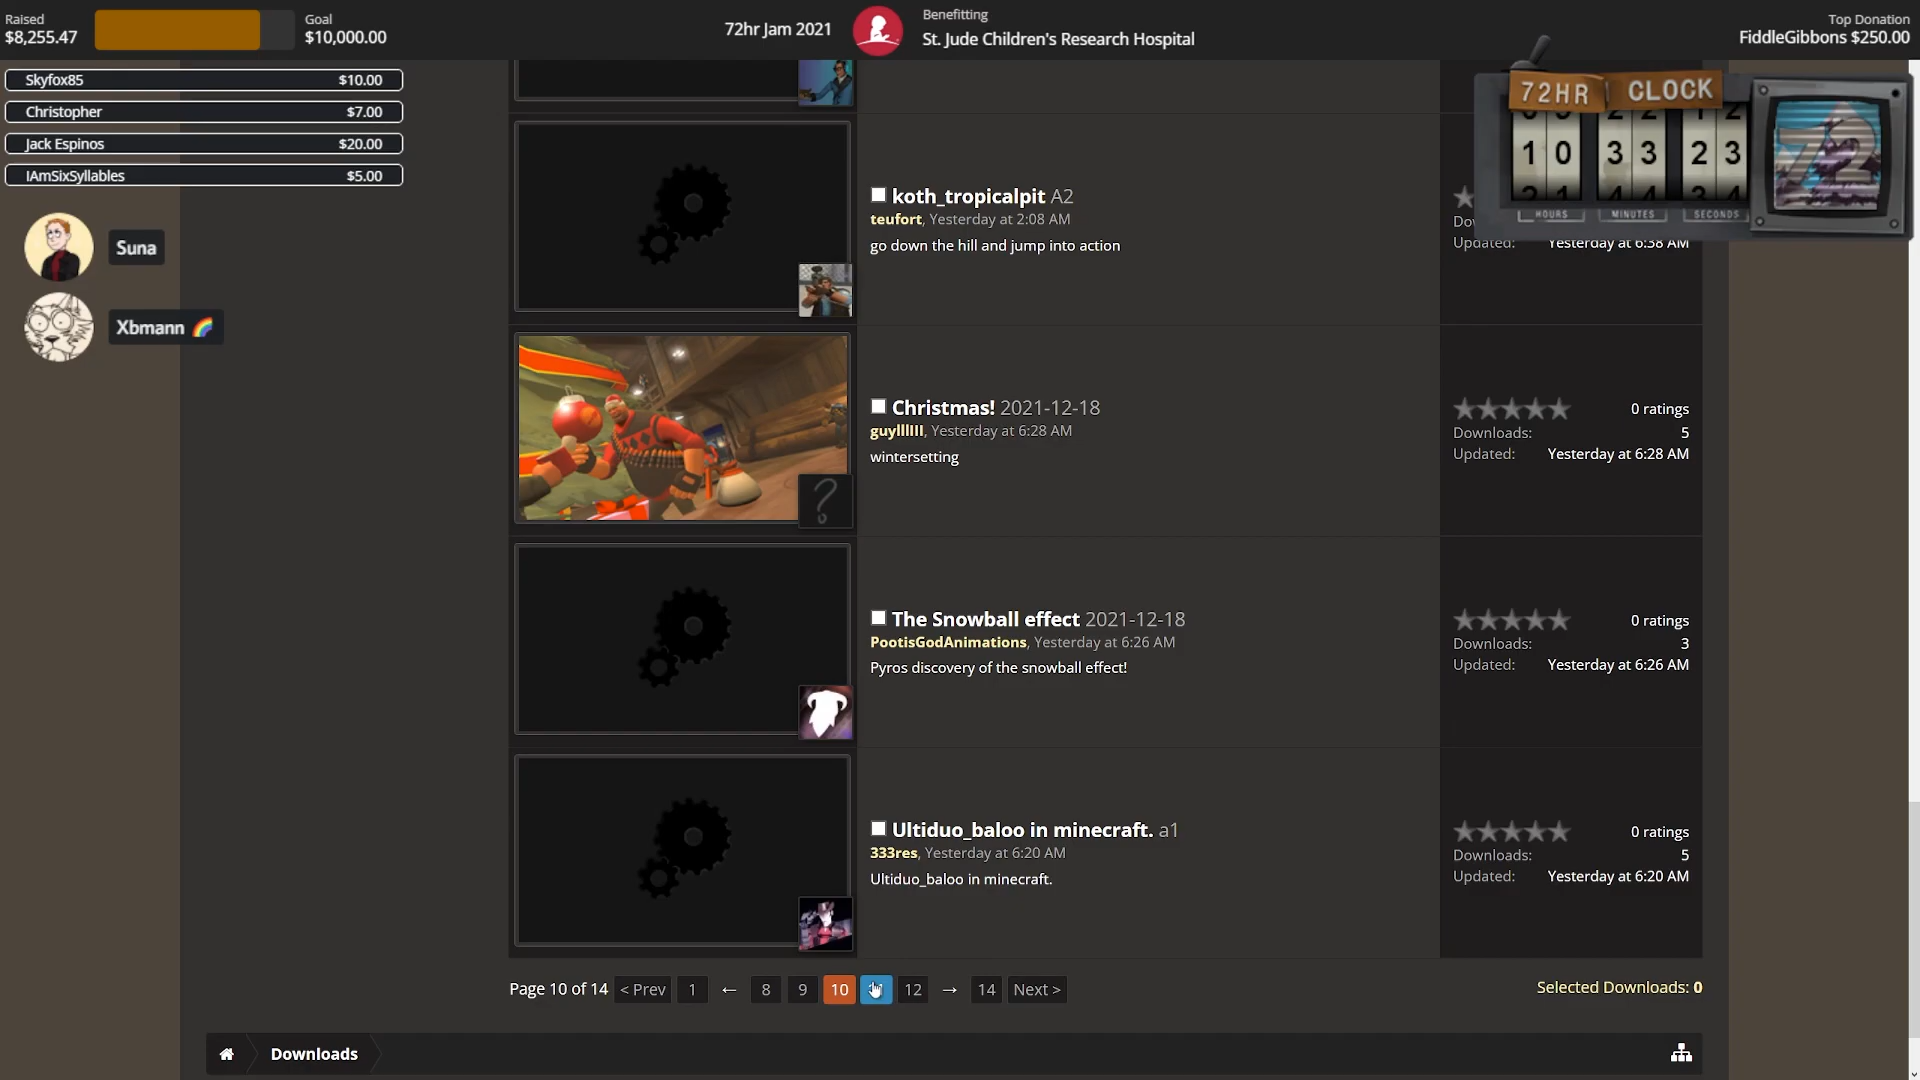 Raised
$8,255.47
Goal
$10,000.00
72hr Jam 2021
Benefitting
St. Jude Children's Research Hospital
Top Donation
FiddleGibbons $250.00
Skyfox85 $10.00
Christopher $7.00
Jack Espinos $20.00
IAmSixSyllables $5.00
Suna
Xbmann
72HR CLOCK
10 33 23
HOURS MINUTES SECONDS
72
koth_tropicalpit A2
teufort, Yesterday at 2:08 AM
go down the hill and jump into action
Updated: Yesterday at 6:38 AM
Christmas! 2021-12-18
Yesterday at 6:28 AM
wintersetting
0 ratings
Downloads: 5
Updated: Yesterday at 6:28 AM
The Snowball effect 2021-12-18
PootisGodAnimations, Yesterday at 6:26 AM
Pyros discovery of the snowball effect!
0 ratings
Downloads: 3
Updated: Yesterday at 6:26 AM
Ultiduo_baloo in minecraft. a1
333res, Yesterday at 6:20 AM
Ultiduo_baloo in minecraft.
0 ratings
Downloads: 5
Updated: Yesterday at 6:20 AM
Page 10 of 14 < Prev 1 ← 8 9 10 12 → 14 Next >
Selected Downloads: 0
Downloads